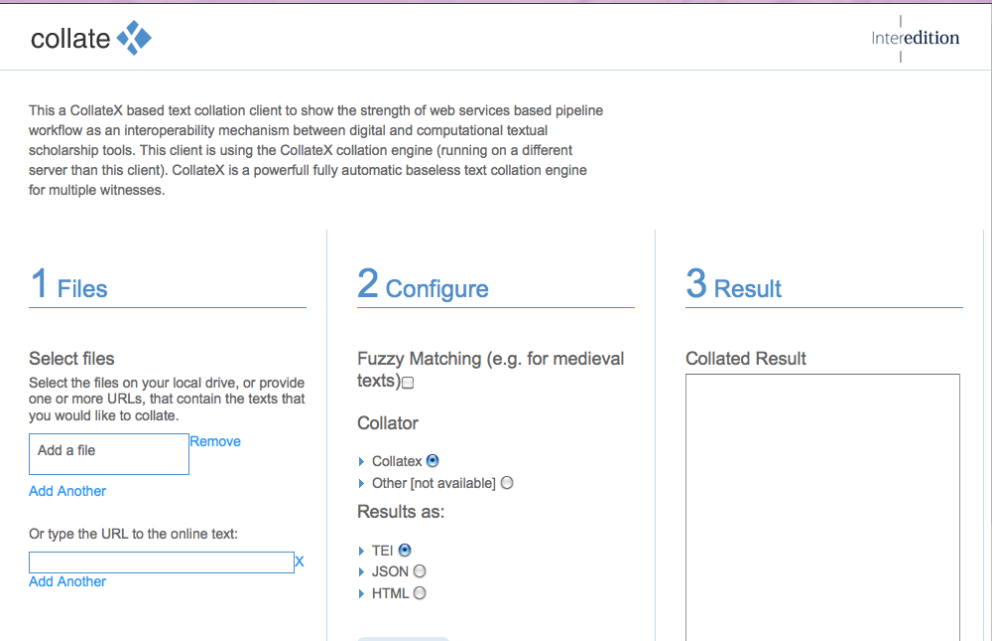 collate
Interedition
This a CollateX based text collation client to show the strength of web services based pipeline
workflow as an interoperability mechanism between digital and computational textual
scholarship tools. This client is using the CollateX collation engine (running on a different
server than this client). CollateX is a powerfull fully automatic baseless text collation engine
for multiple witnesses.
1 Files
Select files
Select the files on your local drive, or provide
one or more URLs, that contain the texts that
you would like to collate.
Add a file
Remove
Add Another
Or type the URL to the online text:
X
Add Another
2 Configure
Fuzzy Matching (e.g. for medieval
texts)
Collator
Collatex
Other [not available]
Results as:
TEI
JSON
HTML
3 Result
Collated Result